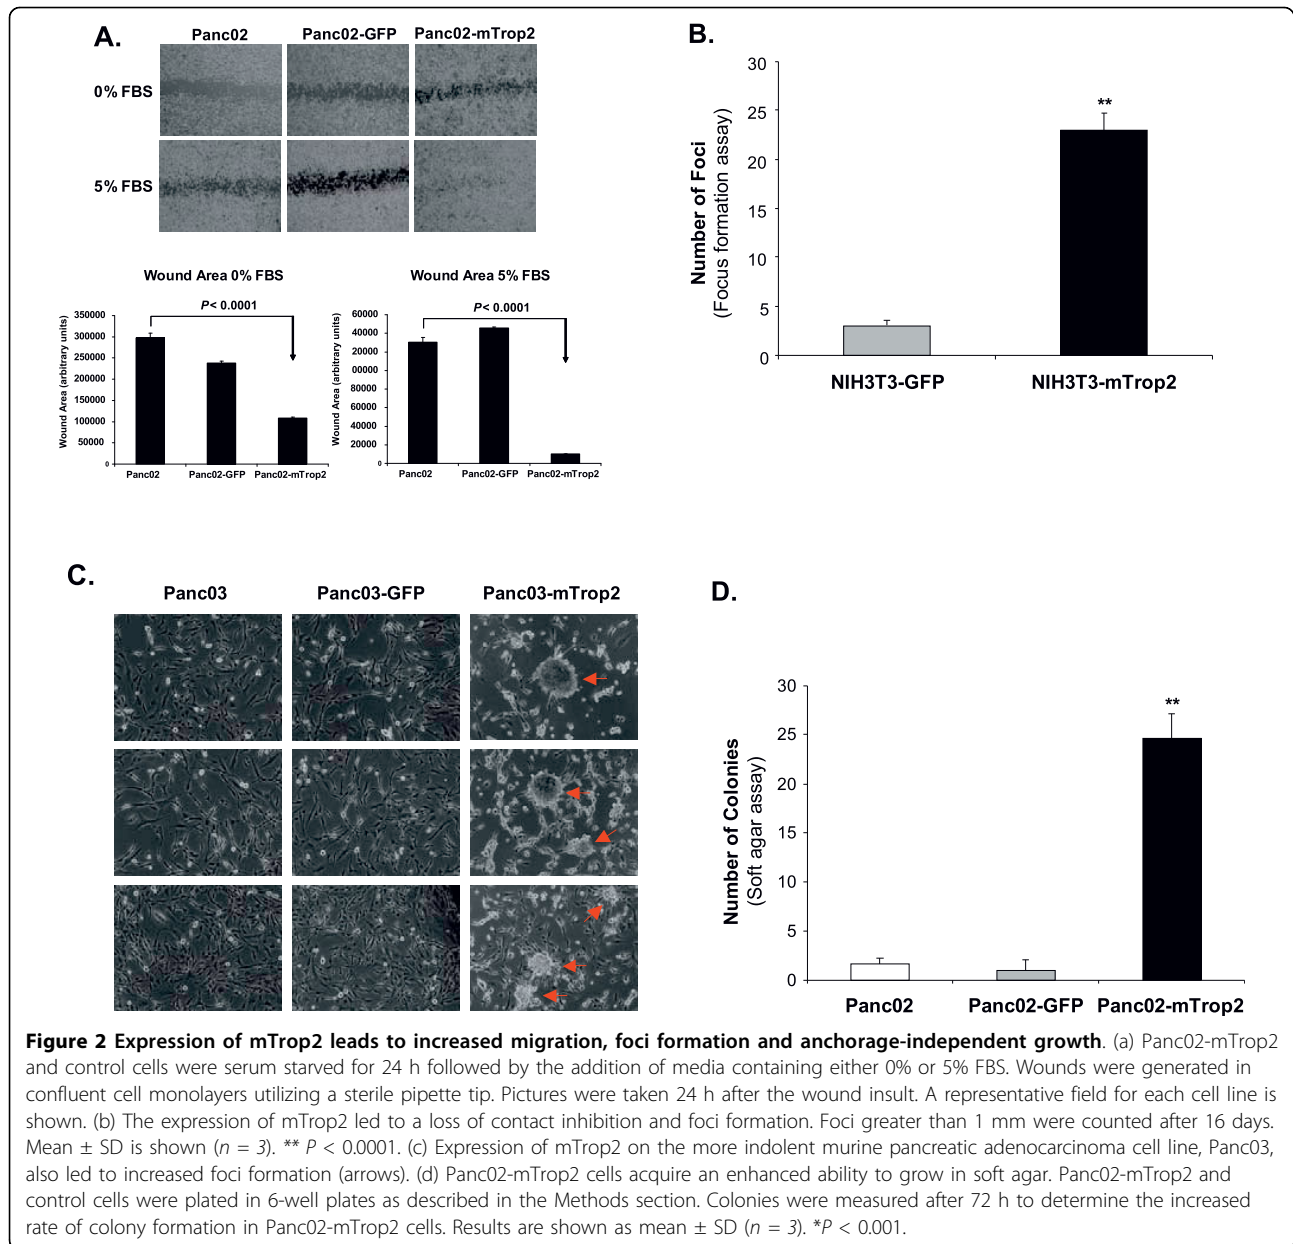 A.
Panc02 Panc02-GFP Panc02-mTrop2
0% FBS
5% FBS
Wound Area 0% FBS
P< 0.0001
Wound Area (arbitrary units)
350000
300000
250000
200000
150000
100000
50000
0
Panc02 Panc02-GFP Panc02-mTrop2
Wound Area 5% FBS
P< 0.0001
Wound Area (arbitrary units)
60000
40000
20000
00000
80000
60000
40000
20000
0
Panc02 Panc02-GFP Panc02-mTrop2
B.
Number of Foci
(Focus formation assay)
30
25
20
15
10
5
0
**
NIH3T3-GFP NIH3T3-mTrop2
C.
Panc03 Panc03-GFP Panc03-mTrop2
D.
Number of Colonies
(Soft agar assay)
30
25
20
15
10
5
0
**
Panc02 Panc02-GFP Panc02-mTrop2
Figure 2 Expression of mTrop2 leads to increased migration, foci formation and anchorage-independent growth. (a) Panc02-mTrop2
and control cells were serum starved for 24 h followed by the addition of media containing either 0% or 5% FBS. Wounds were generated in
confluent cell monolayers utilizing a sterile pipette tip. Pictures were taken 24 h after the wound insult. A representative field for each cell line is
shown. (b) The expression of mTrop2 led to a loss of contact inhibition and foci formation. Foci greater than 1 mm were counted after 16 days.
Mean ± SD is shown (n = 3). ** P < 0.0001. (c) Expression of mTrop2 on the more indolent murine pancreatic adenocarcinoma cell line, Panc03,
also led to increased foci formation (arrows). (d) Panc02-mTrop2 cells acquire an enhanced ability to grow in soft agar. Panc02-mTrop2 and
control cells were plated in 6-well plates as described in the Methods section. Colonies were measured after 72 h to determine the increased
rate of colony formation in Panc02-mTrop2 cells. Results are shown as mean ± SD (n = 3). *P < 0.001.